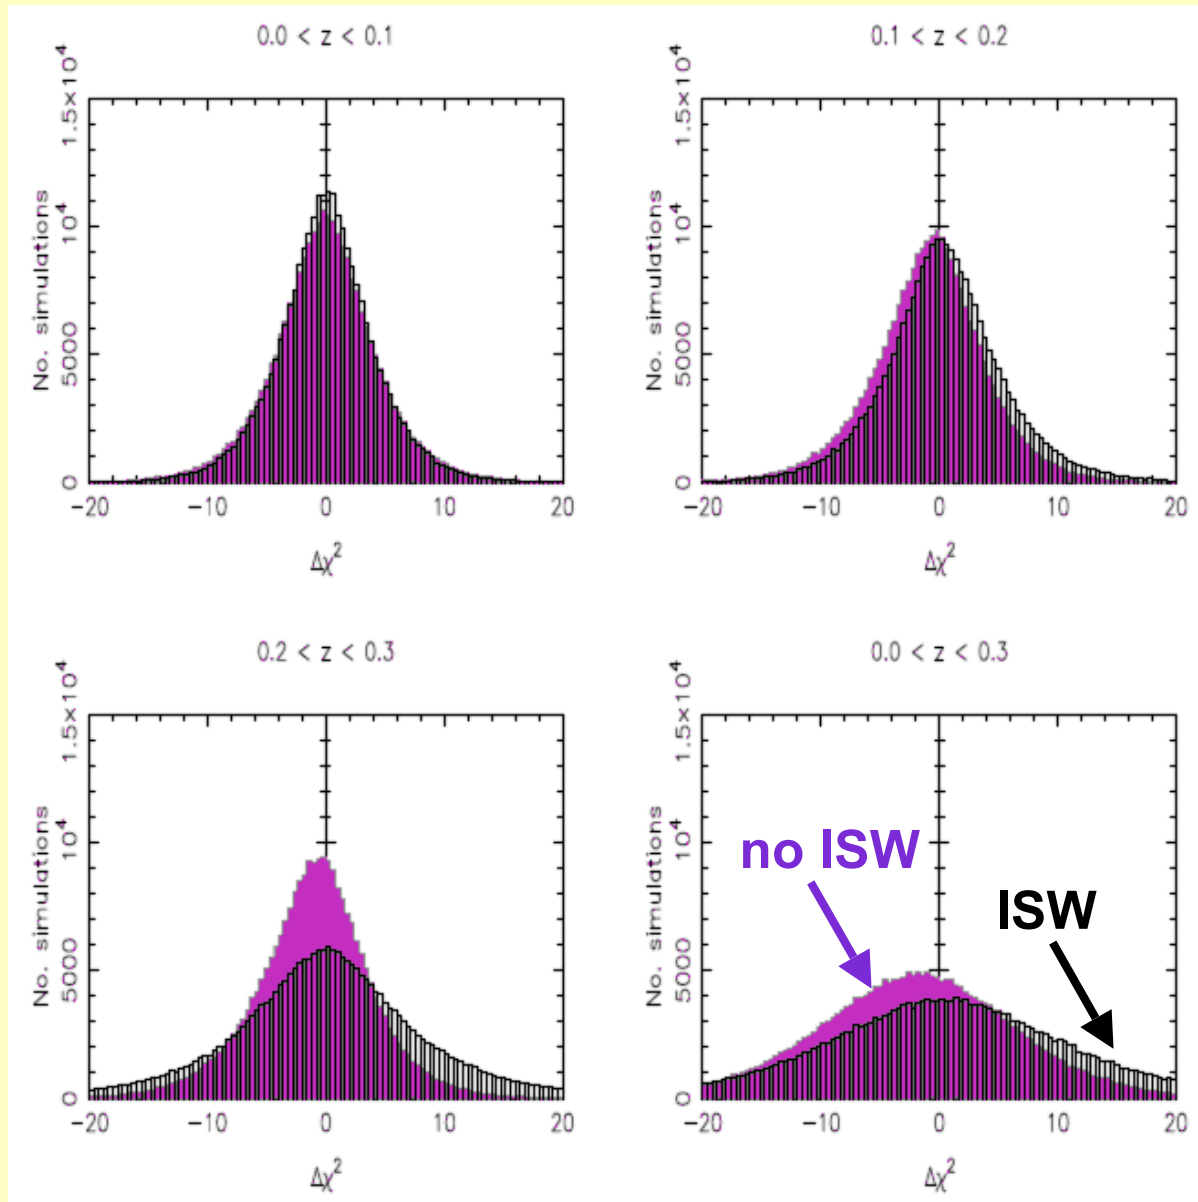 0.0 < z < 0.1
No. simulations
0
5000
10⁴
1.5×10⁴
−20
−10
0
10
20
Δχ²
0.1 < z < 0.2
No. simulations
0
5000
10⁴
1.5×10⁴
−20
−10
0
10
20
Δχ²
0.2 < z < 0.3
No. simulations
0
5000
10⁴
1.5×10⁴
−20
−10
0
10
20
Δχ²
0.0 < z < 0.3
No. simulations
0
5000
10⁴
1.5×10⁴
no ISW
ISW
−20
−10
0
10
20
Δχ²